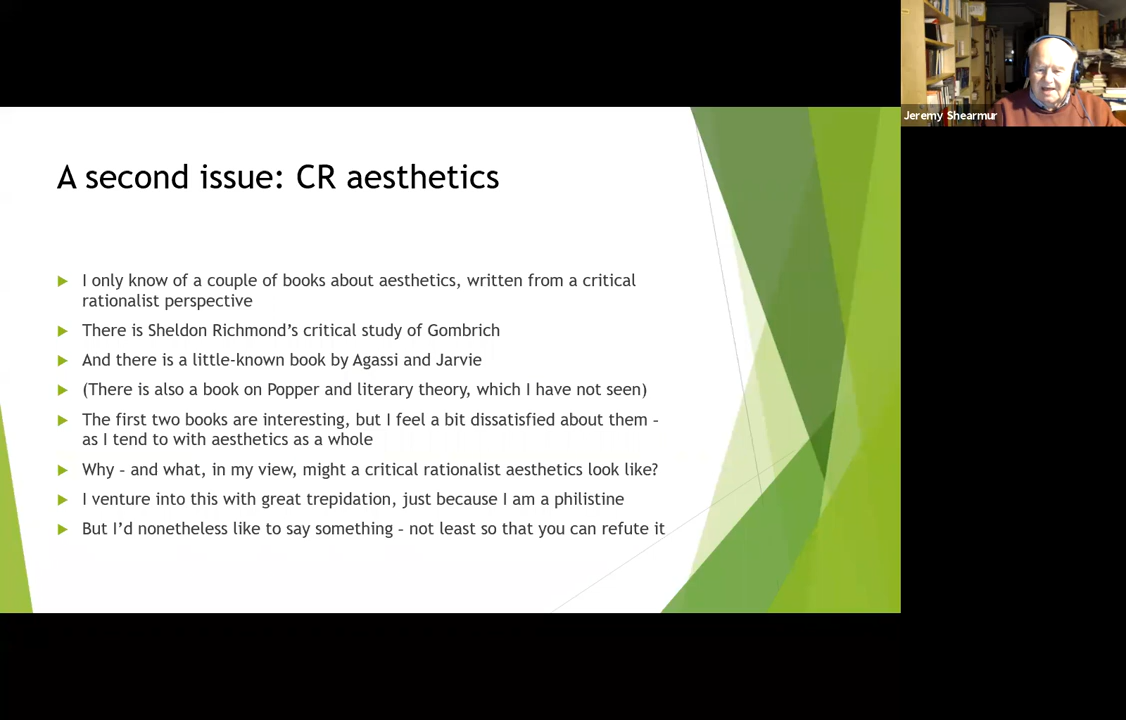 Jeremy Shearmur
A second issue: CR aesthetics
I only know of a couple of books about aesthetics, written from a critical
rationalist perspective
There is Sheldon Richmond's critical study of Gombrich
And there is a little-known book by Agassi and Jarvie
(There is also a book on Popper and literary theory, which I have not seen)
The first two books are interesting, but I feel a bit dissatisfied about them –
as I tend to with aesthetics as a whole
Why – and what, in my view, might a critical rationalist aesthetics look like?
I venture into this with great trepidation, just because I am a philistine
But I'd nonetheless like to say something – not least so that you can refute it